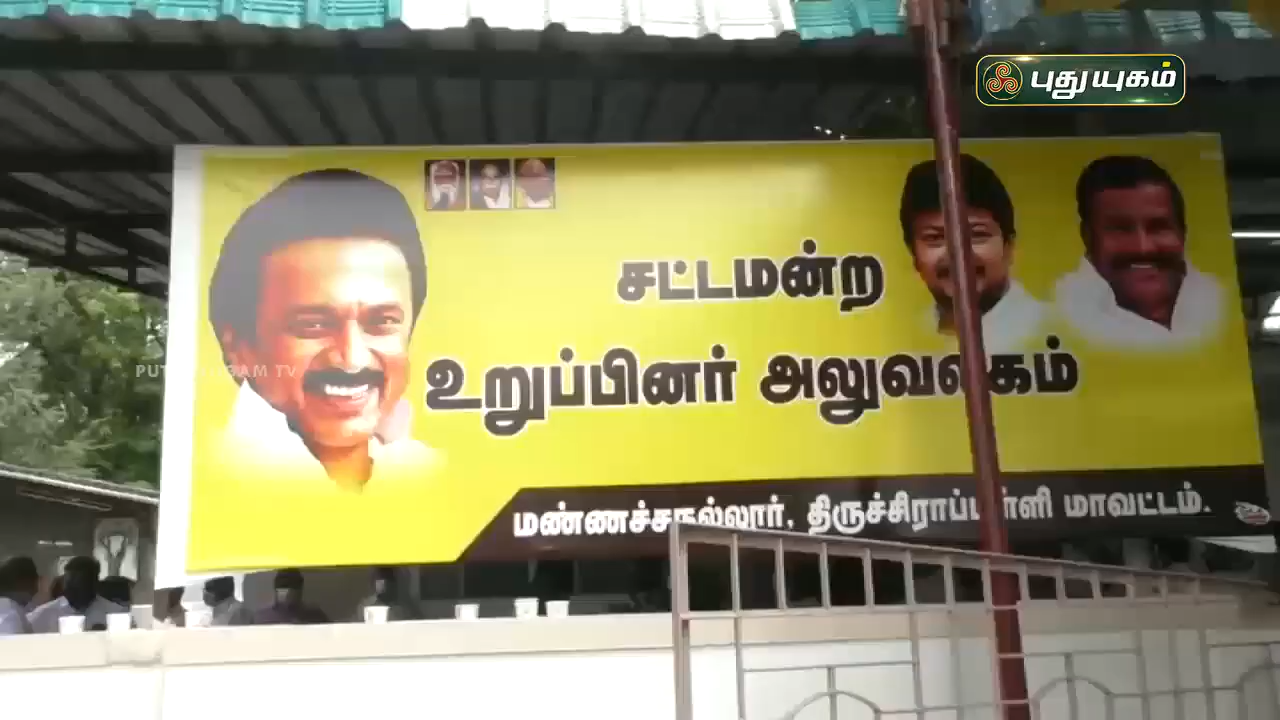 புதுயுகம்
சட்டமன்ற
உறுப்பினர் அலுவலகம்
மண்ணச்சநல்லூர், திருச்சிராப்பள்ளி மாவட்டம்.